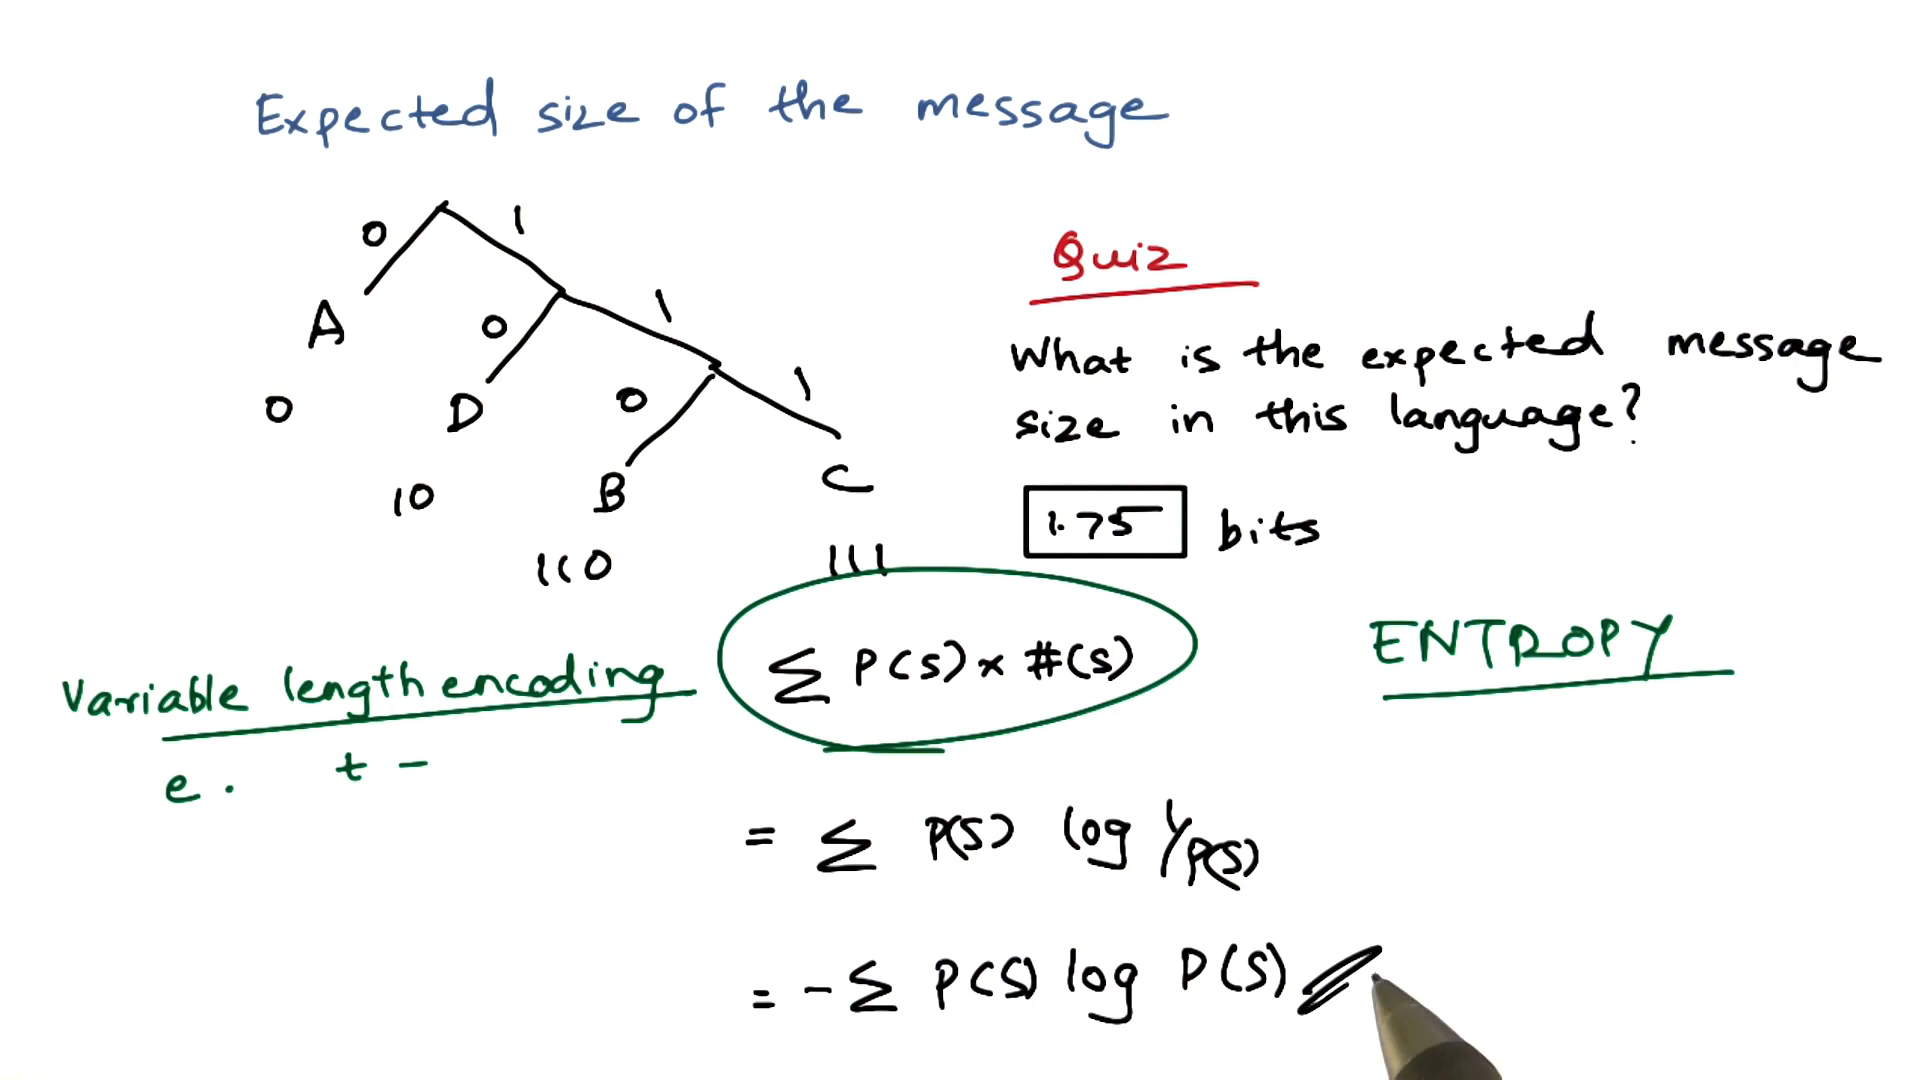 Expected size of the message
0 1
Quiz
A 0 1
What is the expected message
size in this language?
0 D 0 1
10 B C
1.75 bits
110 111
Variable length encoding
∑ P(S) × #(S)
ENTROPY
e . t −
= ∑ P(S) log 1/P(S)
= - ∑ P(S) log P(S)